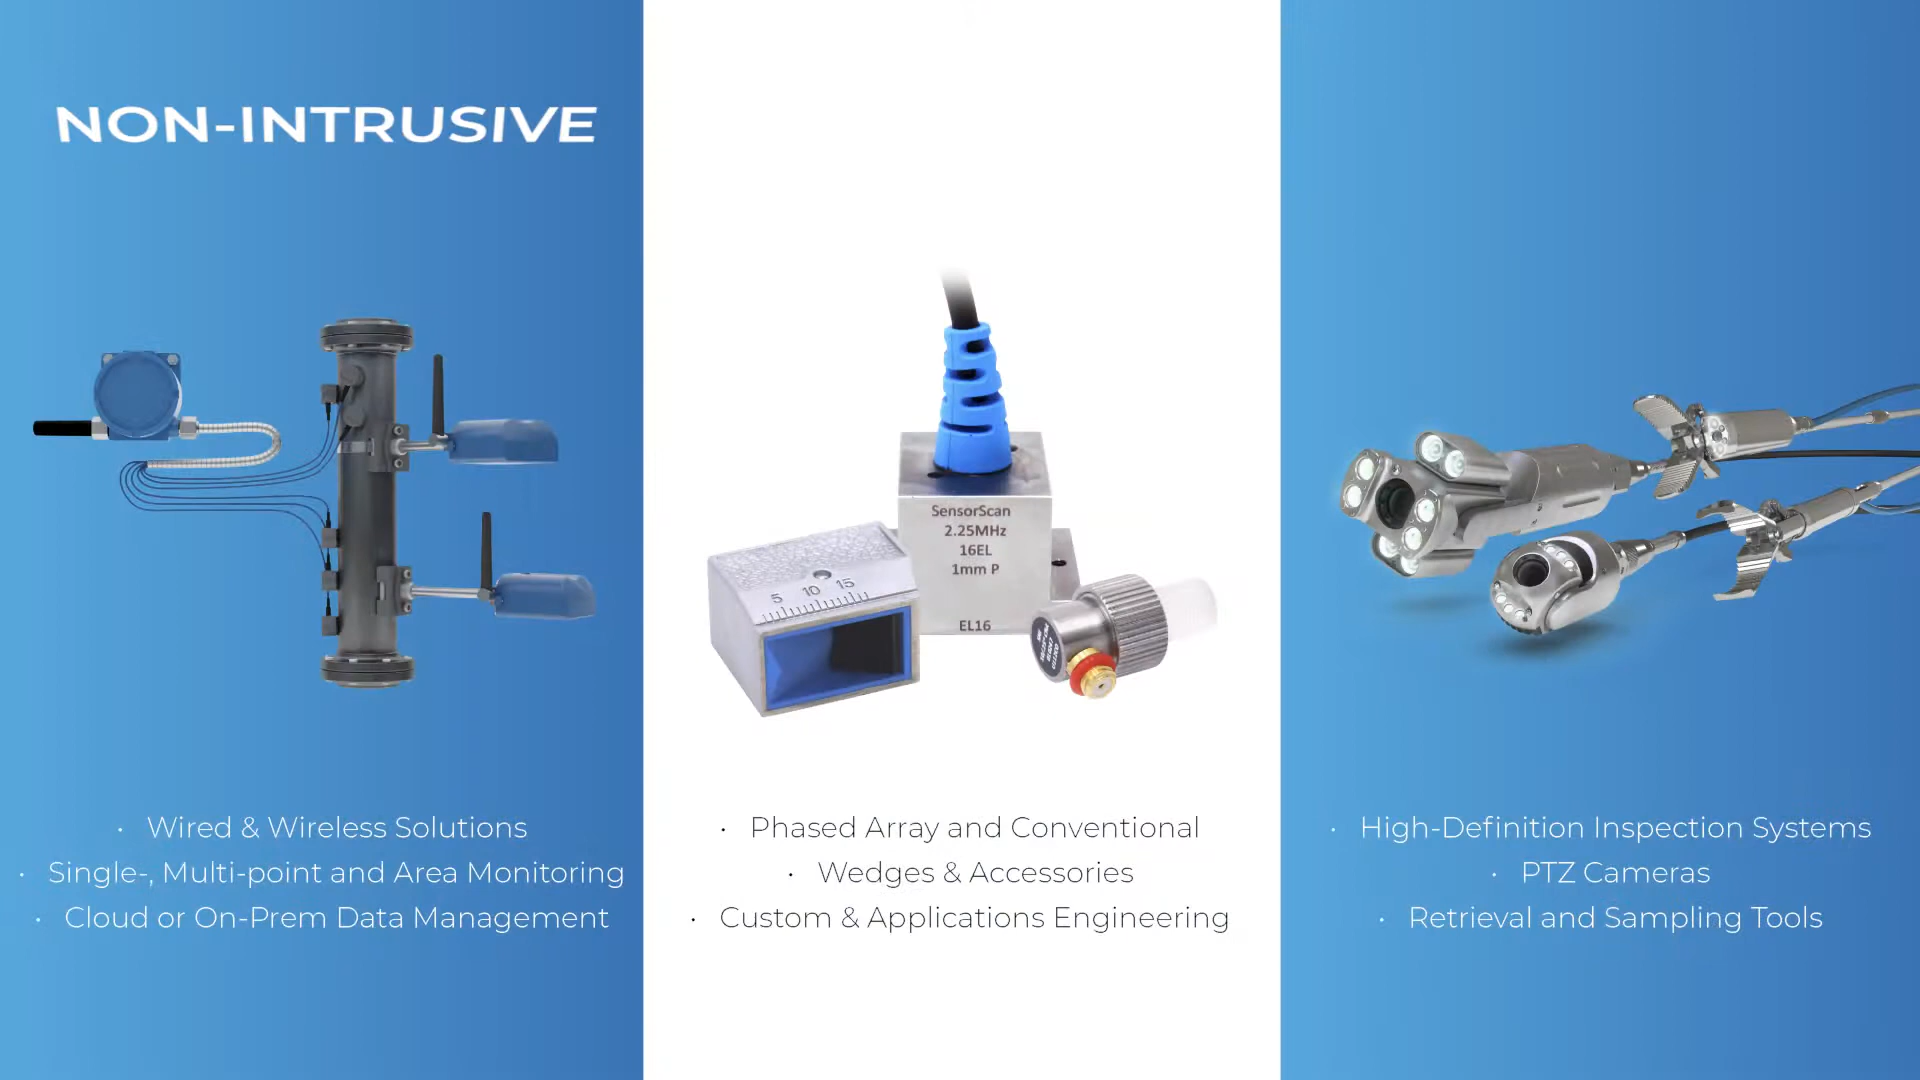 NON-INTRUSIVE
· Wired & Wireless Solutions
· Single-, Multi-point and Area Monitoring
· Cloud or On-Prem Data Management
SensorScan
2.25MHz
16EL
1mm P
EL16
5 10 15
· Phased Array and Conventional
· Wedges & Accessories
· Custom & Applications Engineering
· High-Definition Inspection Systems
· PTZ Cameras
· Retrieval and Sampling Tools